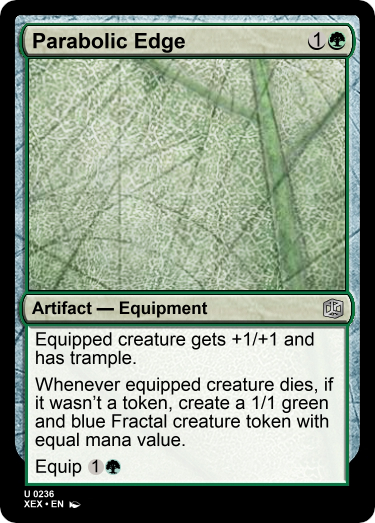 Parabolic Edge 1
Artifact — Equipment
Equipped creature gets +1/+1 and
has trample.
Whenever equipped creature dies, if
it wasn't a token, create a 1/1 green
and blue Fractal creature token with
equal mana value.
Equip 1
U 0236
XEX • EN